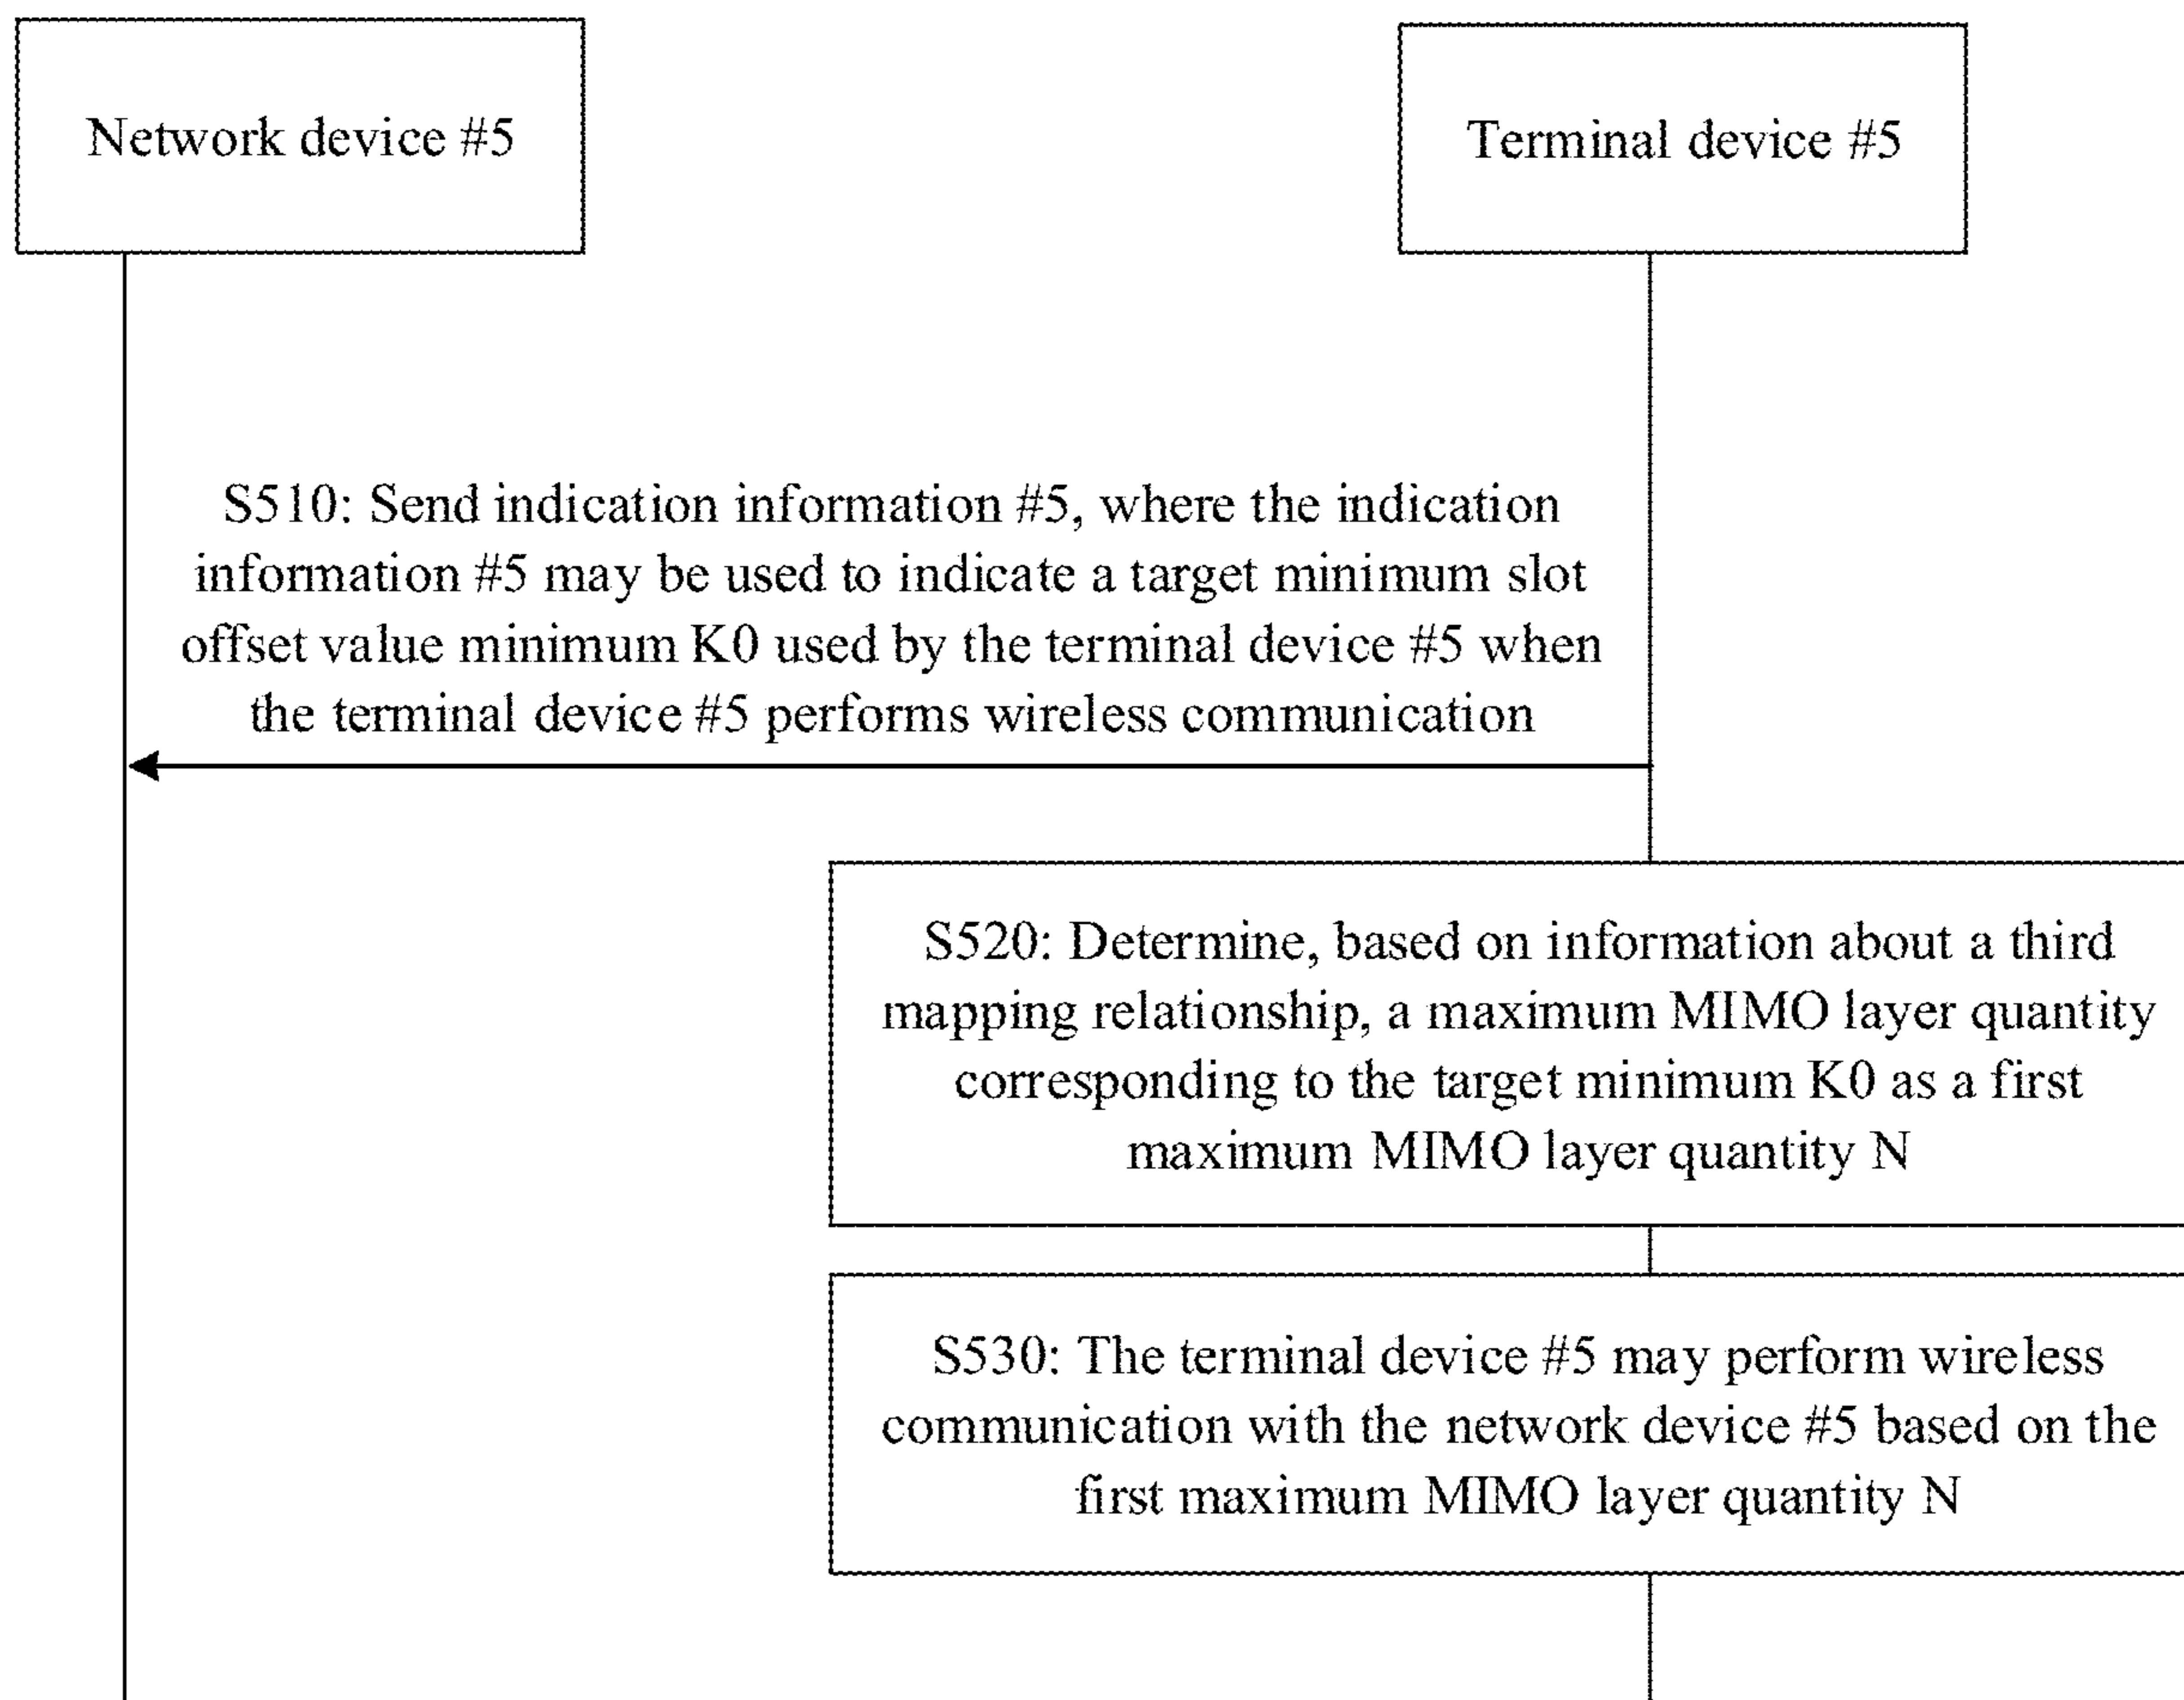 Network device #5
Terminal device #5
S510: Send indication information #5, where the indication
information #5 may be used to indicate a target minimum slot
offset value minimum K0 used by the terminal device #5 when
the terminal device #5 performs wireless communication
S520: Determine, based on information about a third
mapping relationship, a maximum MIMO layer quantity
corresponding to the target minimum K0 as a first
maximum MIMO layer quantity N
S530: The terminal device #5 may perform wireless
communication with the network device #5 based on the
first maximum MIMO layer quantity N